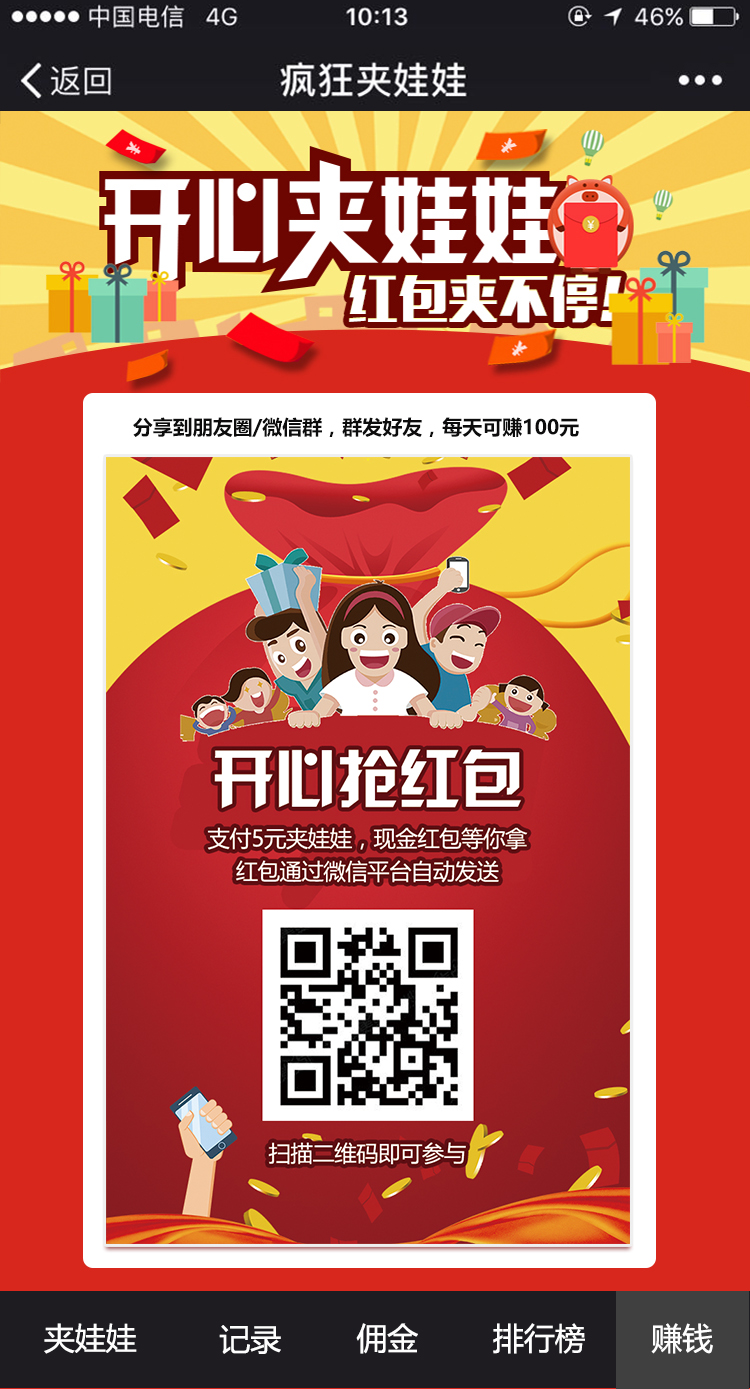 中国电信 4G 10:13 46%
返回 疯狂夹娃娃
开心夹娃娃
红包夹不停!
分享到朋友圈/微信群，群发好友，每天可赚100元
开心抢红包
支付5元夹娃娃，现金红包等你拿
红包通过微信平台自动发送
扫描二维码即可参与
夹娃娃 记录 佣金 排行榜 赚钱